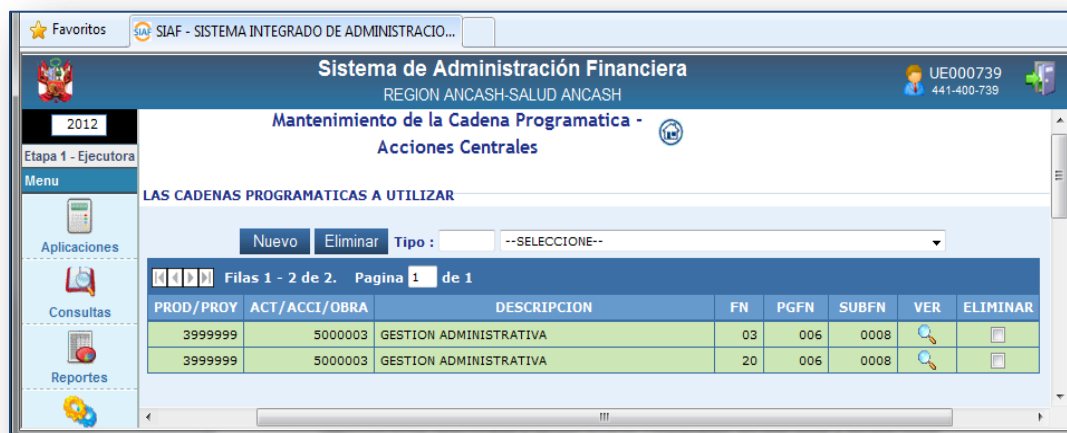 Favoritos
SIAF - SISTEMA INTEGRADO DE ADMINISTRACIO...
Sistema de Administración Financiera
REGION ANCASH-SALUD ANCASH
UE000739
441-400-739
2012
Etapa 1 - Ejecutora
Menu
Aplicaciones
Consultas
Reportes
Mantenimiento de la Cadena Programatica -
Acciones Centrales
LAS CADENAS PROGRAMATICAS A UTILIZAR
Nuevo Eliminar Tipo : --SELECCIONE--
Filas 1 - 2 de 2. Pagina 1 de 1
PROD/PROY ACT/ACCI/OBRA DESCRIPCION FN PGFN SUBFN VER ELIMINAR
3999999 5000003 GESTION ADMINISTRATIVA 03 006 0008
3999999 5000003 GESTION ADMINISTRATIVA 20 006 0008